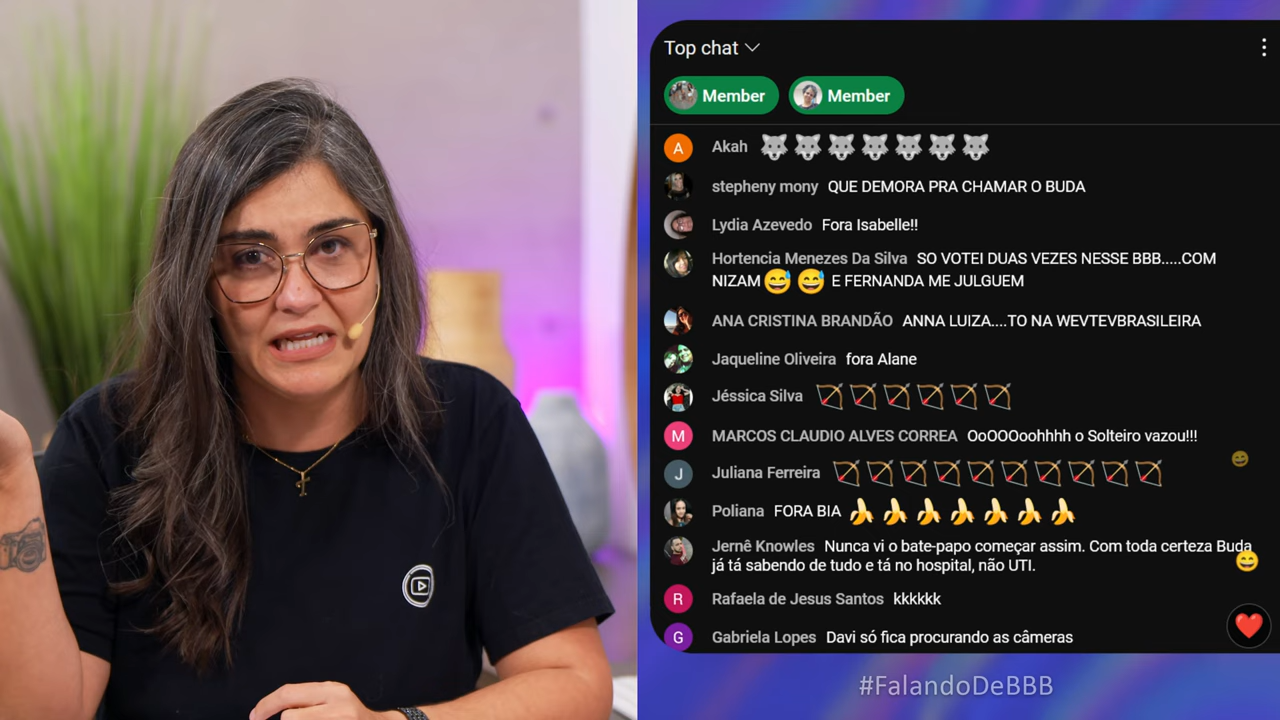 Top chat
Member Member
A Akah
stepheny mony QUE DEMORA PRA CHAMAR O BUDA
Lydia Azevedo Fora Isabelle!!
Hortencia Menezes Da Silva SO VOTEI DUAS VEZES NESSE BBB.....COM
NIZAM😅 😅 E FERNANDA ME JULGUEM
ANA CRISTINA BRANDÃO ANNA LUIZA....TO NA WEVTEVBRASILEIRA
Jaqueline Oliveira fora Alane
Jéssica Silva
M MARCOS CLAUDIO ALVES CORREA OoOOOoohhhh o Solteiro vazou!!!
J Juliana Ferreira
Poliana FORA BIA
Jernê Knowles Nunca vi o bate-papo começar assim. Com toda certeza Buda
já tá sabendo de tudo e tá no hospital, não UTI.
R Rafaela de Jesus Santos kkkkkk
G Gabriela Lopes Davi só fica procurando as câmeras
#FalandoDeBBB